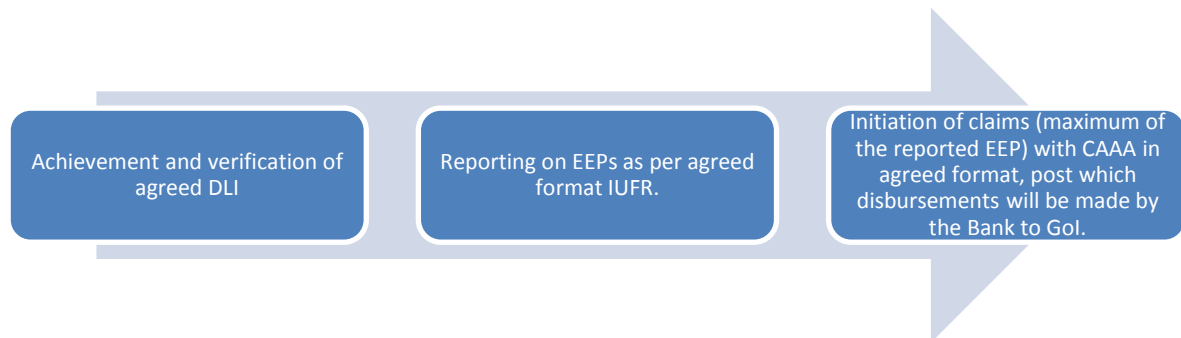 Achievement and verification of
agreed DLI
Reporting on EEPs as per agreed
format IUFR.
Initiation of claims (maximum of
the reported EEP) with CAAA in
agreed format, post which
disbursements will be made by
the Bank to GoI.